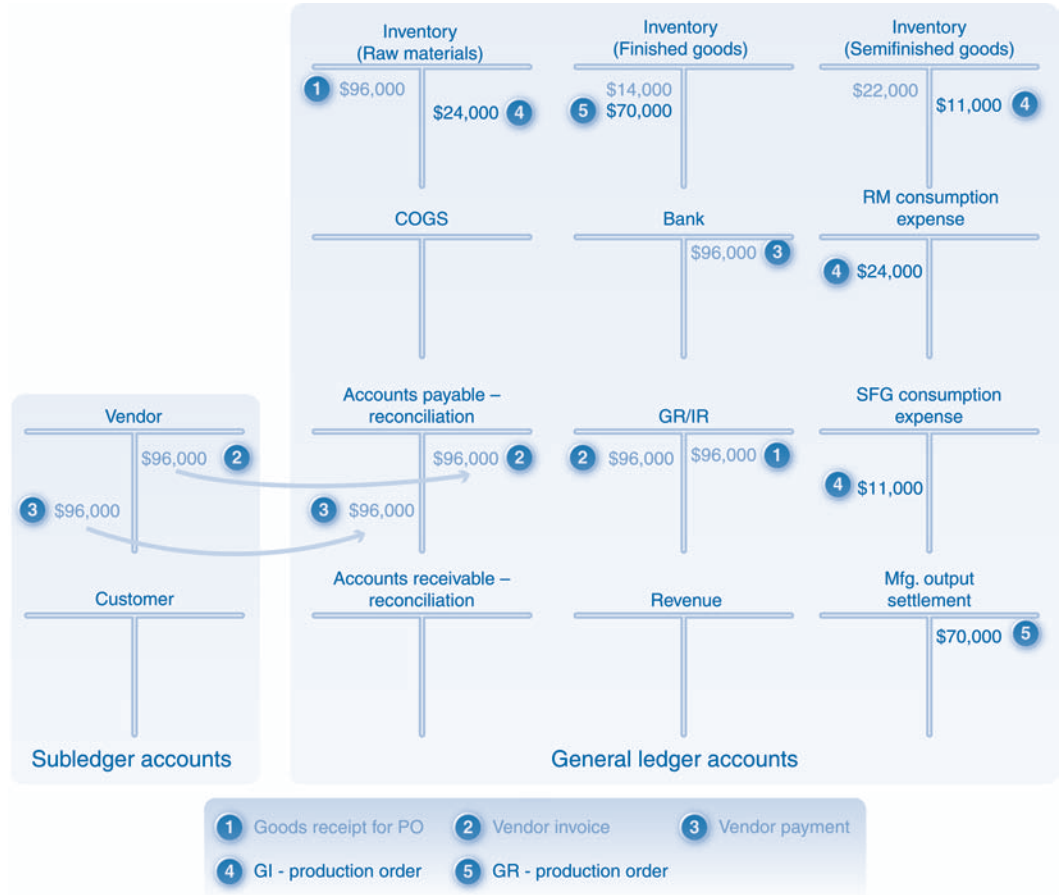 Inventory
(Raw materials)
Inventory
(Finished goods)
Inventory
(Semifinished goods)
1 $96,000
$24,000 4
$14,000
5 $70,000
$22,000
$11,000 4
COGS
Bank
$96,000 3
RM consumption
expense
4 $24,000
Vendor
$96,000 2
3 $96,000
Accounts payable –
reconciliation
$96,000 2
3 $96,000
GR/IR
2 $96,000
$96,000 1
SFG consumption
expense
4 $11,000
Customer
Accounts receivable –
reconciliation
Revenue
Mfg. output
settlement
$70,000 5
Subledger accounts
General ledger accounts
1 Goods receipt for PO
2 Vendor invoice
3 Vendor payment
4 GI - production order
5 GR - production order